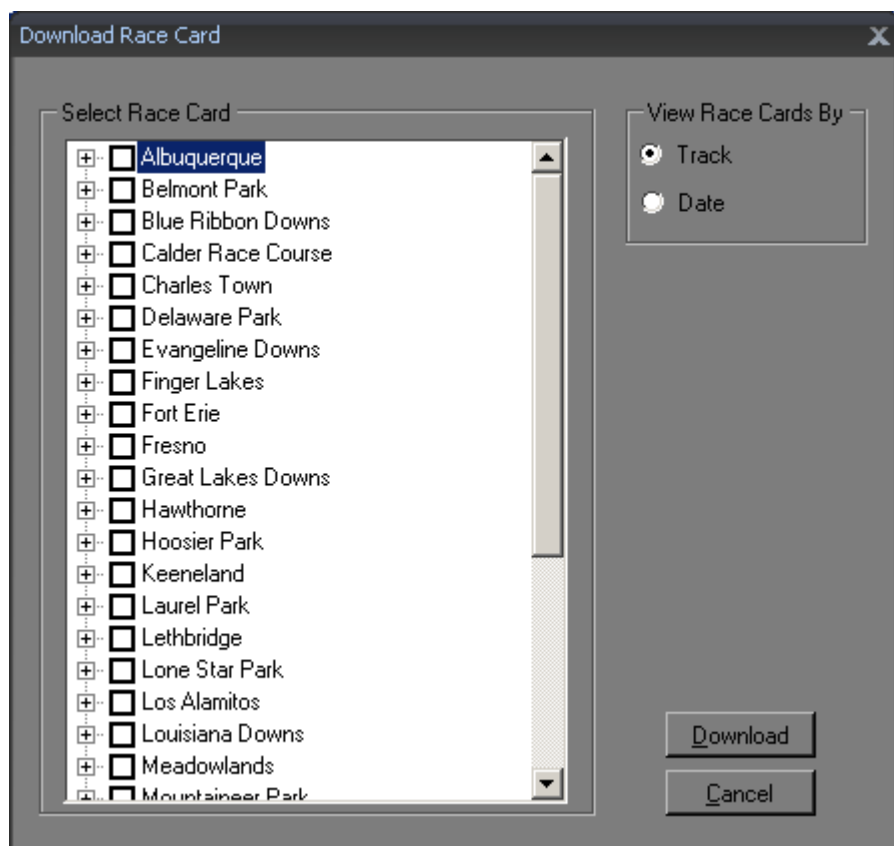 Download Race Card
Select Race Card
Albuquerque
Belmont Park
Blue Ribbon Downs
Calder Race Course
Charles Town
Delaware Park
Evangeline Downs
Finger Lakes
Fort Erie
Fresno
Great Lakes Downs
Hawthorne
Hoosier Park
Keeneland
Laurel Park
Lethbridge
Lone Star Park
Los Alamitos
Louisiana Downs
Meadowlands
Mountaineer Park
View Race Cards By
Track
Date
Download
Cancel